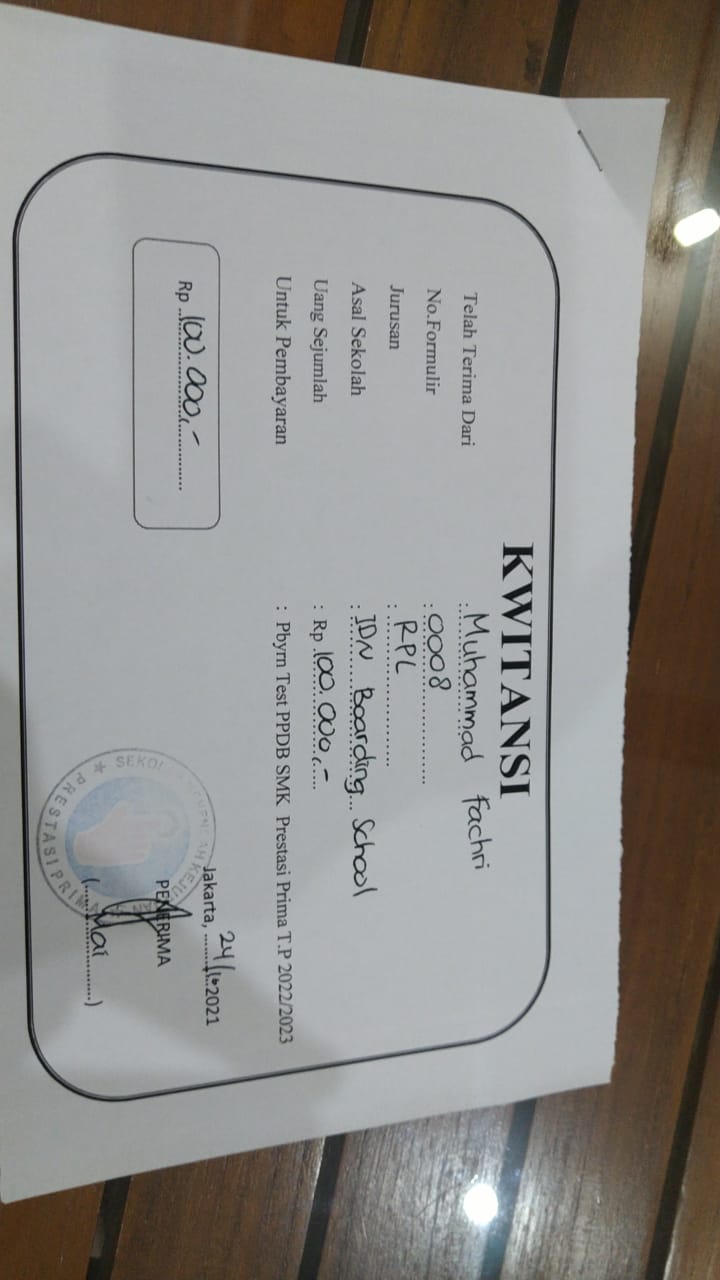 KWITANSI
Telah Terima Dari : Muhammad Fachri
No.Formulir : 0008
Jurusan : RPL
Asal Sekolah : IDN Boarding School
Uang Sejumlah : Rp 100.000,-
Untuk Pembayaran : Pbyrn Test PPDB SMK Prestasi Prima T.P 2022/2023
Rp 100.000,-
Jakarta, 24/10 2021
PENERIMA
(Mai)
SEKOLAH MENENGAH KEJURUAN
★ PRESTASI PRIMA